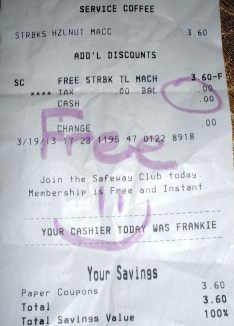 SERVICE COFFEE
STRBKS HZLNUT MACC 3.60
ADD'L DISCOUNTS
SC FREE STRBK TL MACH 3.60-F
**** TAX .00 BAL .00
CASH .00
CHANGE .00
3/19/13 17:28 1195 47 0122 8918
Free
Join the Safeway Club today.
Membership is Free and Instant.
YOUR CASHIER TODAY WAS FRANKIE
Your Savings
Paper Coupons 3.60
Total 3.60
Total Savings Value 100%